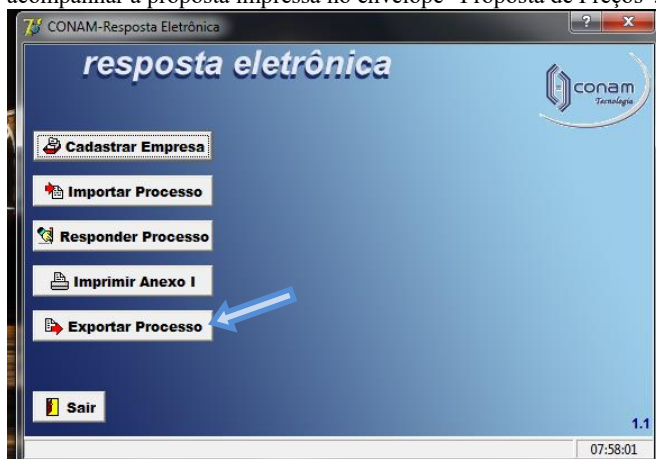 acompanhar a proposta impressa no envelope "Proposta de Preços".
CONAM-Resposta Eletrônica
resposta eletrônica
conam
Tecnologia
Cadastrar Empresa
Importar Processo
Responder Processo
Imprimir Anexo I
Exportar Processo
Sair
1.1
07:58:01